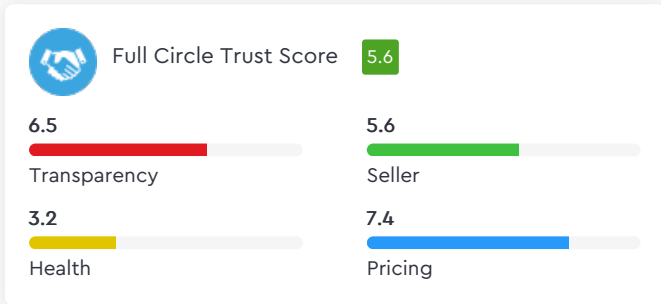 Full Circle Trust Score 5.6
6.5
Transparency
5.6
Seller
3.2
Health
7.4
Pricing